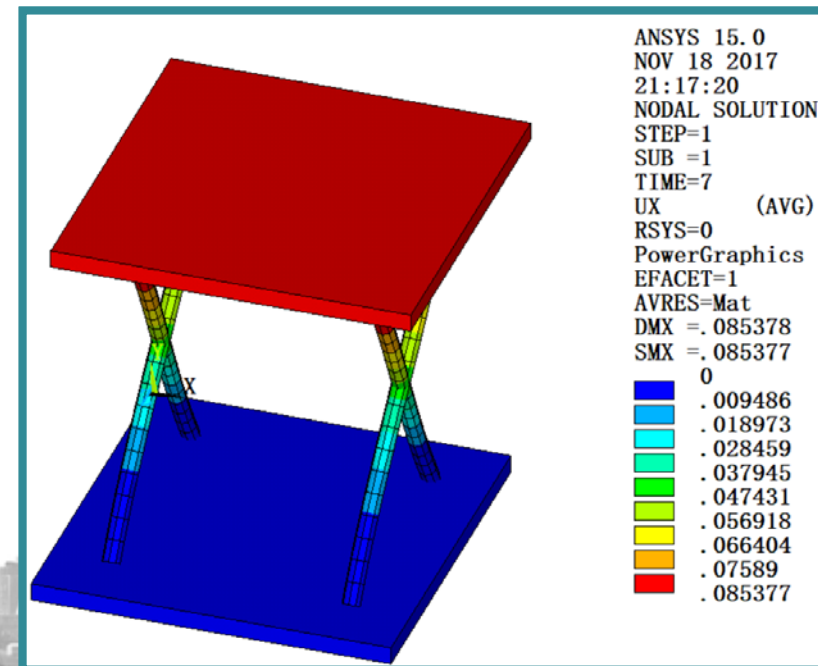 ANSYS 15.0
NOV 18 2017
21:17:20
NODAL SOLUTION
STEP=1
SUB =1
TIME=7
UX (AVG)
RSYS=0
PowerGraphics
EFACET=1
AVRES=Mat
DMX =.085378
SMX =.085377
0
.009486
.018973
.028459
.037945
.047431
.056918
.066404
.07589
.085377
X